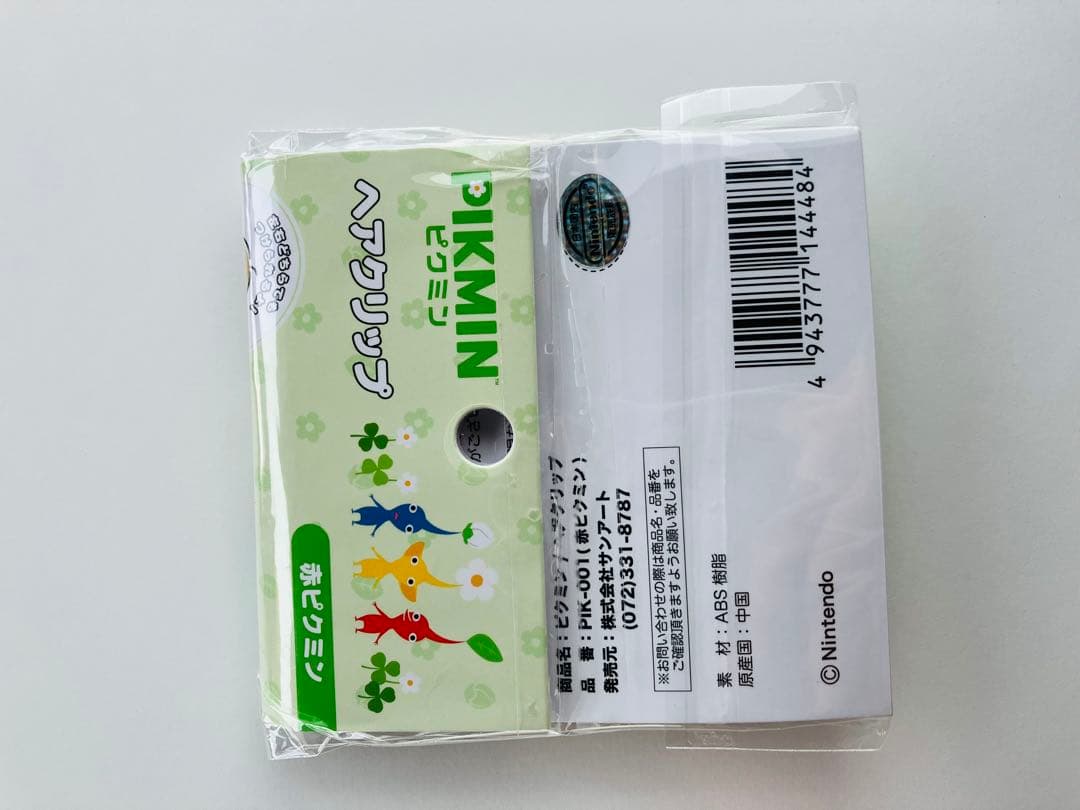 PIKMIN™
ピクミン
ヘアクリップ
赤ピクミン
Nintendo
商品名：ピクミン ヘアクリップ
品 番：PIK-001(赤ピクミン)
発売元：株式会社サンアート
(072)331-8787
※お問い合わせの際は商品名・品番を
ご確認頂きますようお願い致します。
素 材：ABS樹脂
原産国：中国
4 943777 144484
©Nintendo